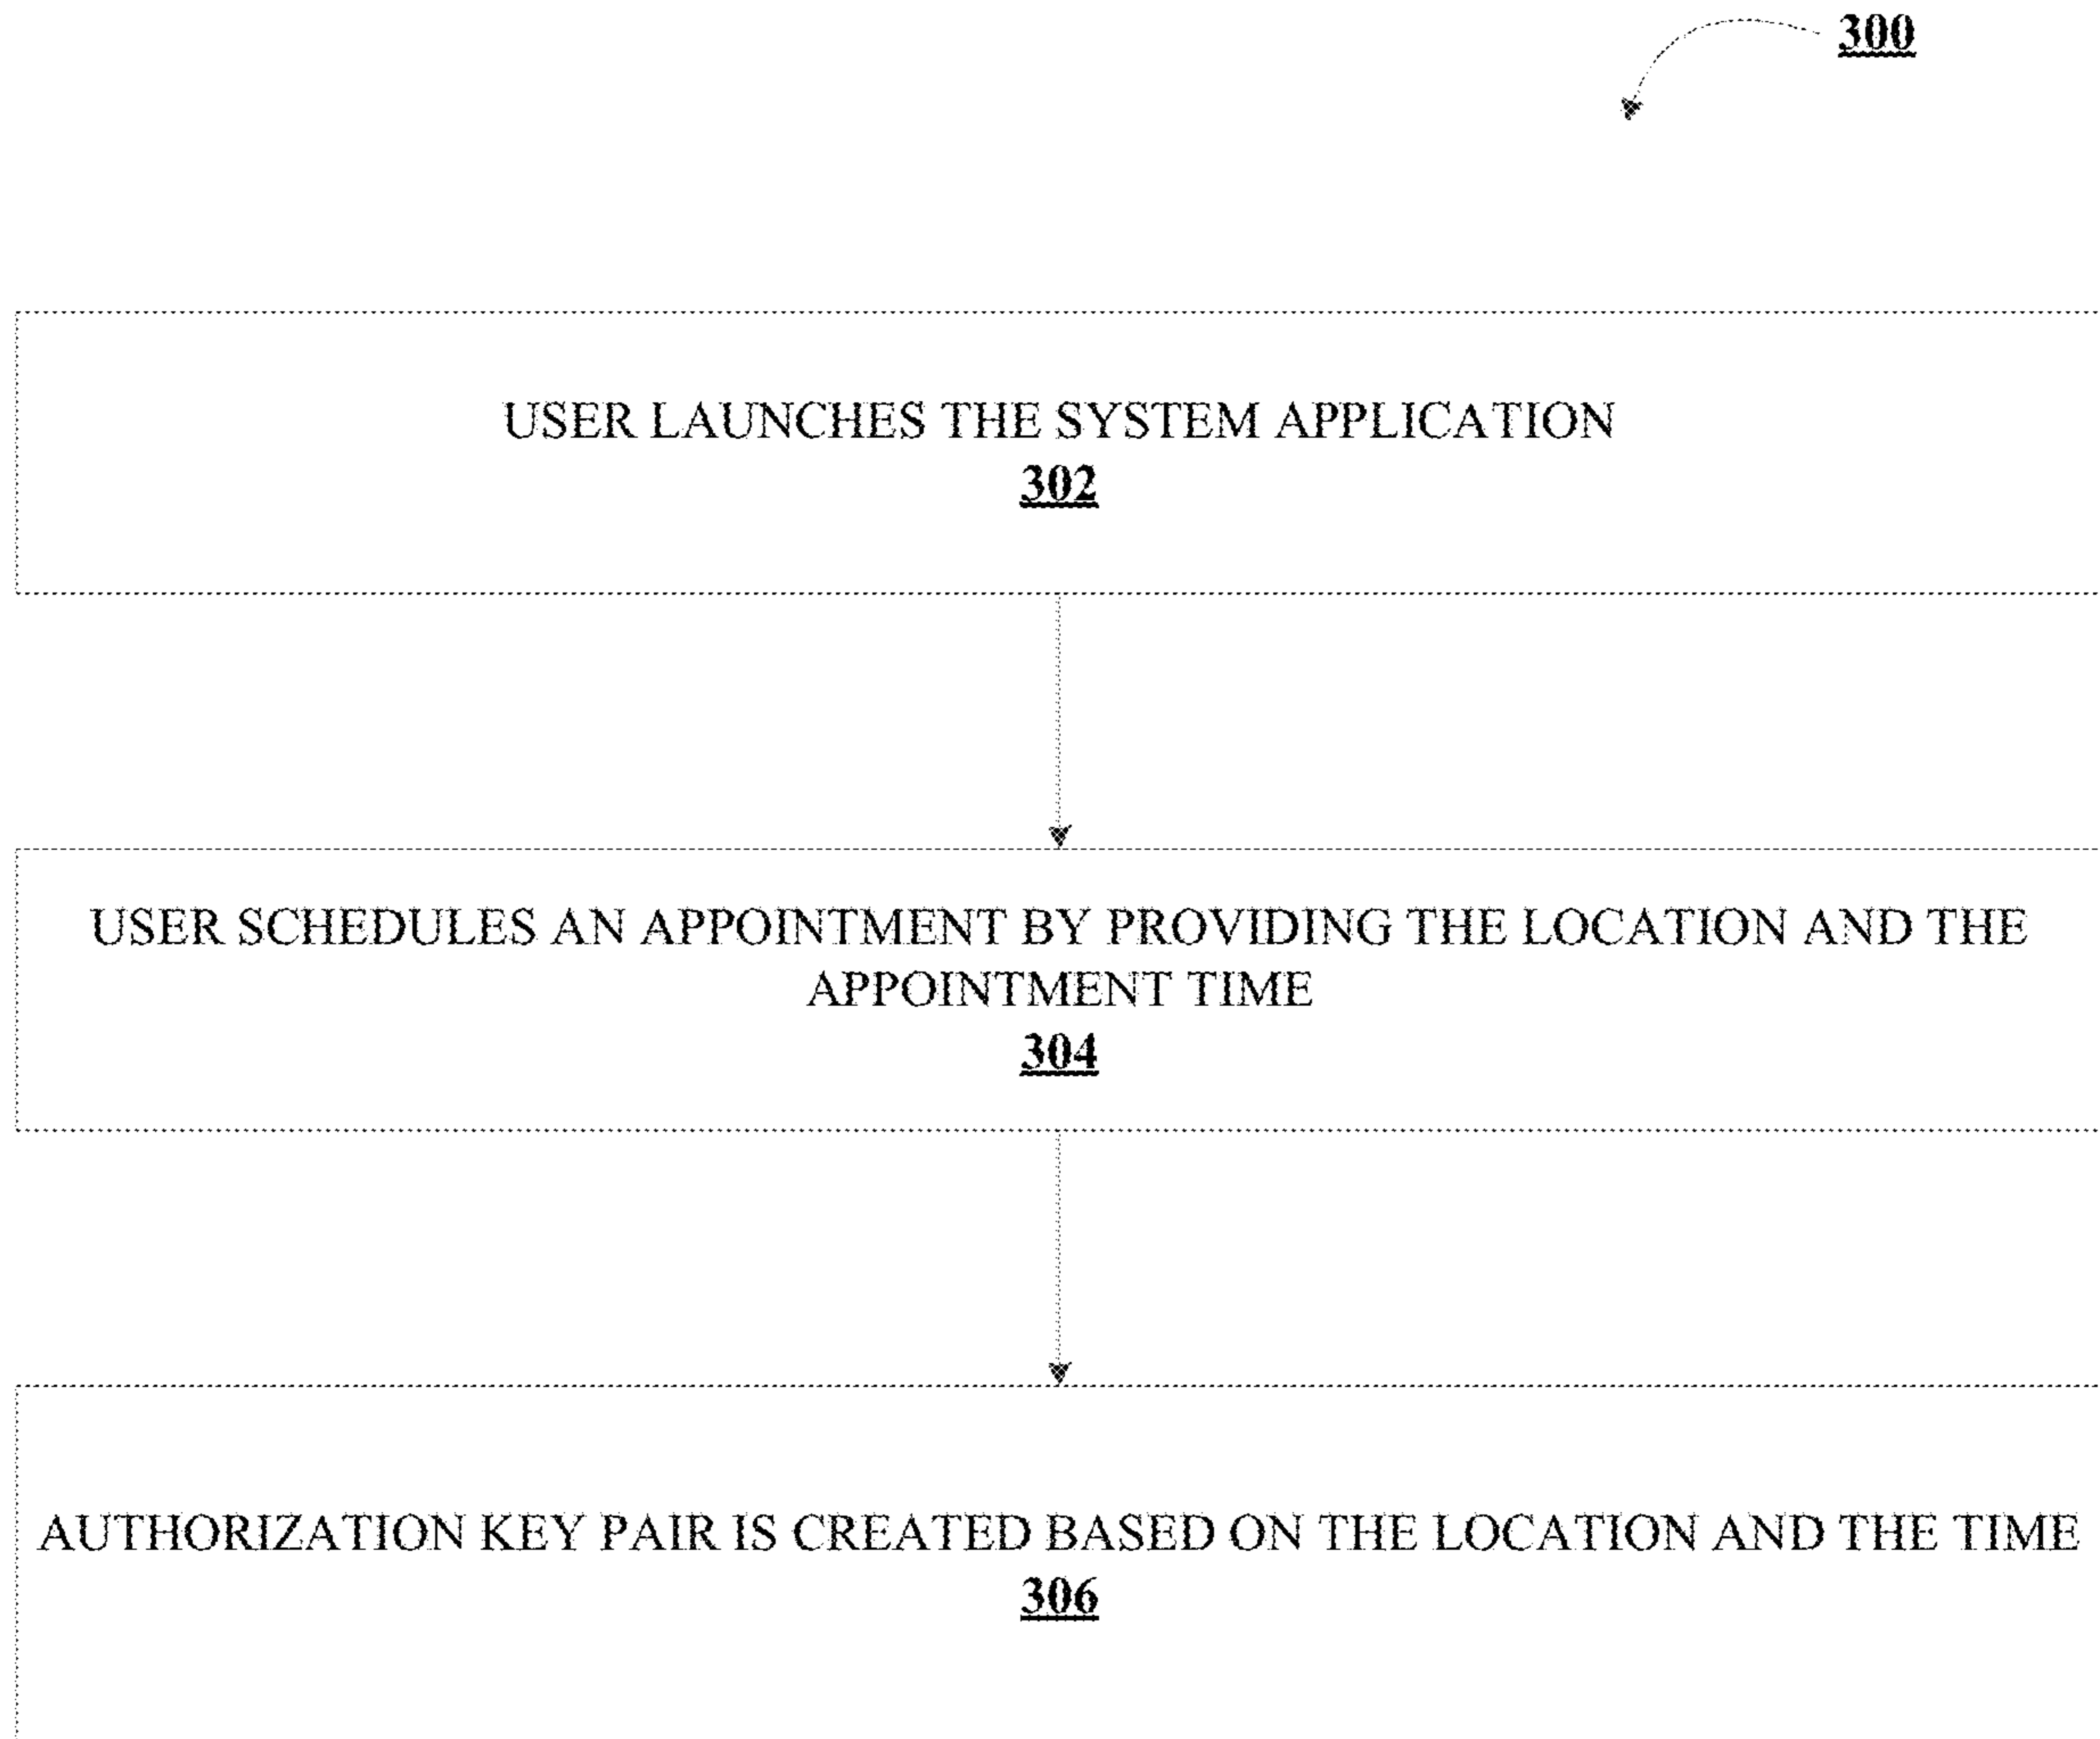 300
USER LAUNCHES THE SYSTEM APPLICATION
302
USER SCHEDULES AN APPOINTMENT BY PROVIDING THE LOCATION AND THE
APPOINTMENT TIME
304
AUTHORIZATION KEY PAIR IS CREATED BASED ON THE LOCATION AND THE TIME
306